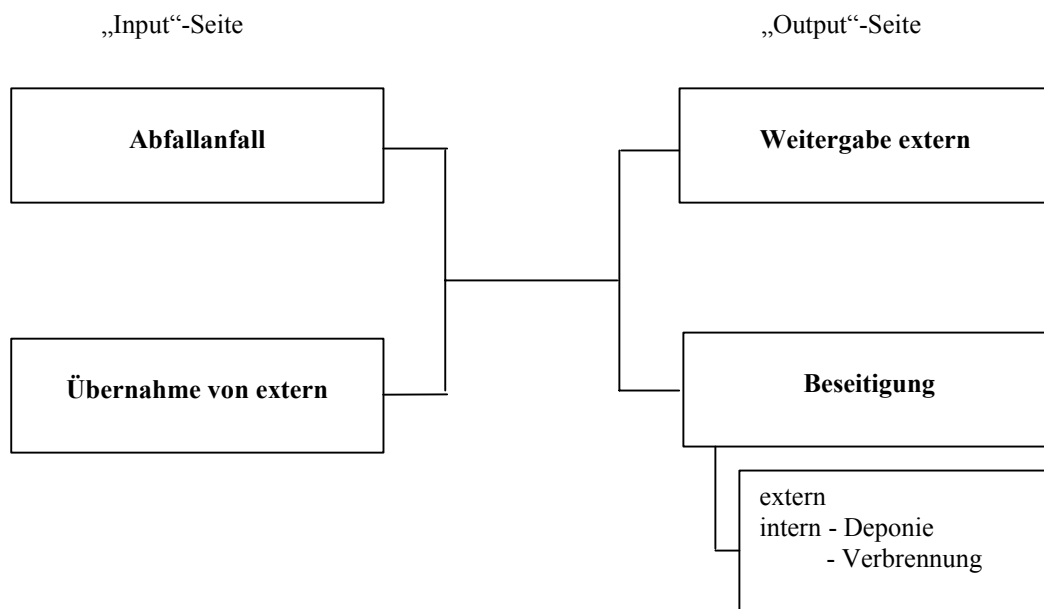 „Input“-Seite
„Output“-Seite
Abfallanfall
Weitergabe extern
Übernahme von extern
Beseitigung
extern
intern - Deponie
- Verbrennung